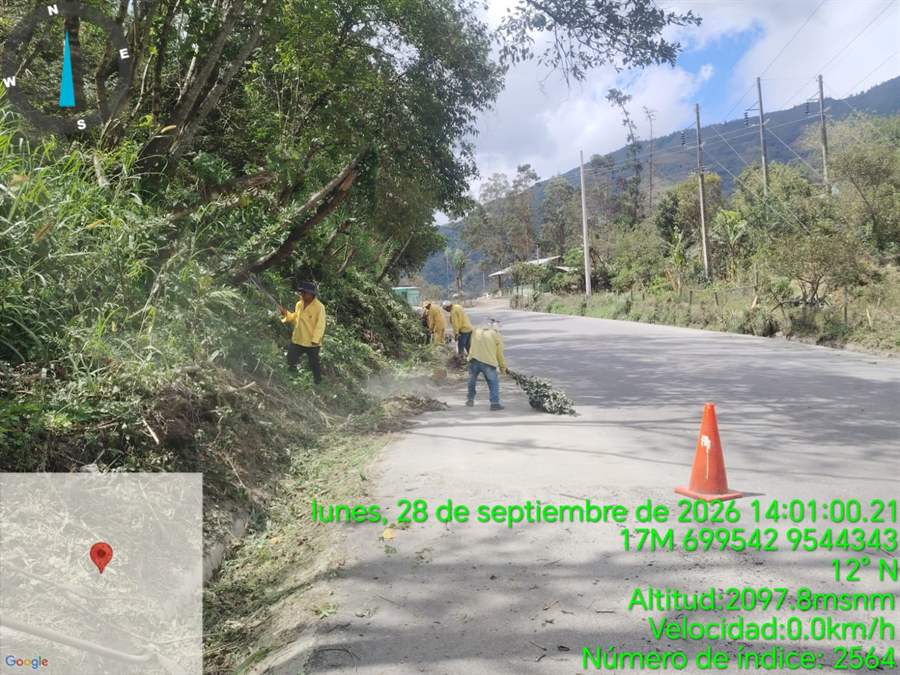 N
W
E
S
lunes, 28 de septiembre de 2026 14:01:00.21
17M 699542 9544343
12° N
Altitud:2097.8msnm
Velocidad:0.0km/h
Número de índice: 2564
Google